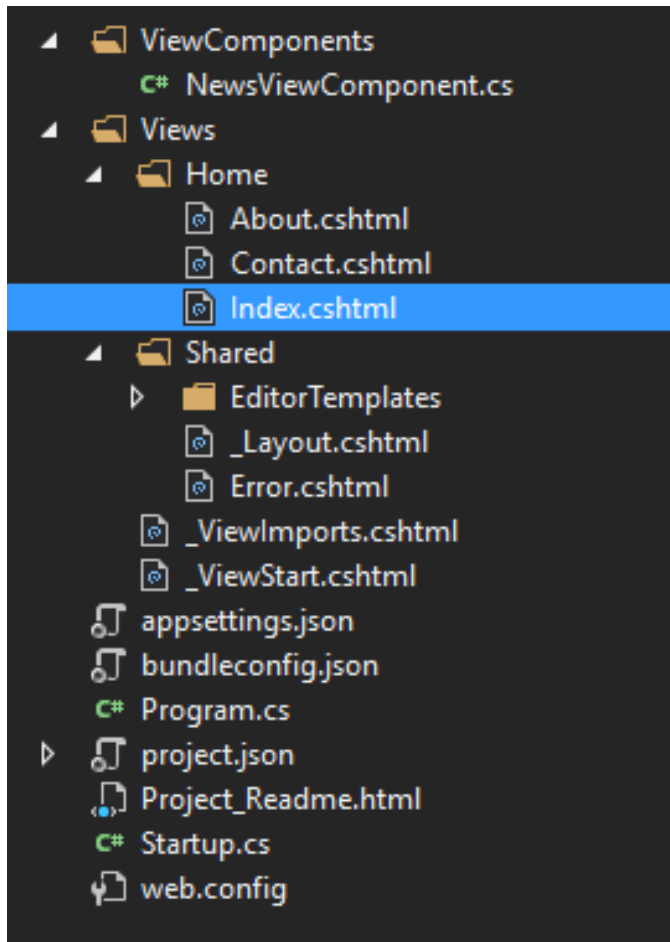 ViewComponents
C# NewsViewComponent.cs
Views
Home
About.cshtml
Contact.cshtml
Index.cshtml
Shared
EditorTemplates
_Layout.cshtml
Error.cshtml
_ViewImports.cshtml
_ViewStart.cshtml
appsettings.json
bundleconfig.json
C# Program.cs
project.json
Project_Readme.html
C# Startup.cs
web.config